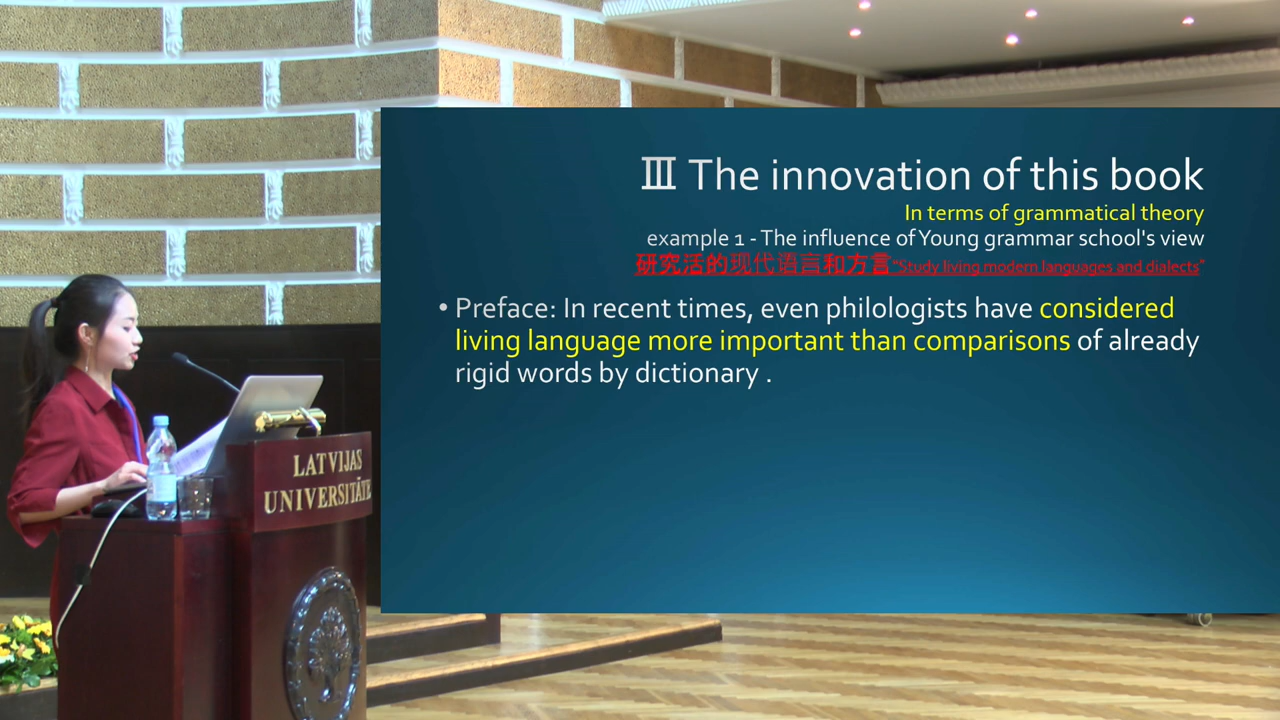 Ⅲ The innovation of this book
In terms of grammatical theory
example 1 - The influence of Young grammar school's view
研究活的现代语言和方言"Study living modern languages and dialects"
• Preface: In recent times, even philologists have considered
living language more important than comparisons of already
rigid words by dictionary .
LATVIJAS
UNIVERSITĀTE